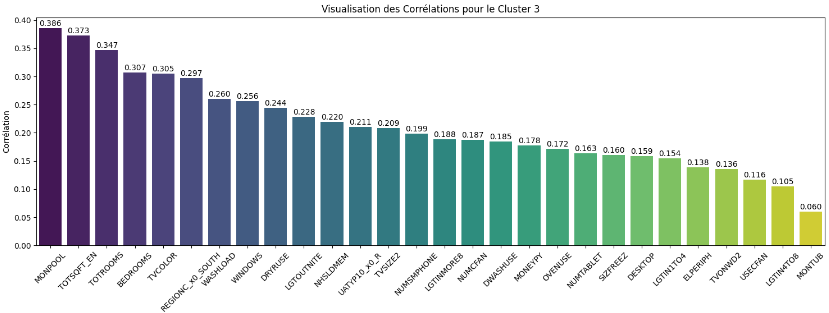 Visualisation des Corrélations pour le Cluster 3
0.40
0.35
0.30
0.25
0.20
0.15
0.10
0.05
0.00
Corrélation
0.386
0.373
0.347
0.307
0.305
0.297
0.260
0.256
0.244
0.228
0.220
0.211
0.209
0.199
0.188
0.187
0.185
0.178
0.172
0.163
0.160
0.159
0.154
0.138
0.136
0.116
0.105
0.060
MONPOOL
TOTSQFT_EN
TOTROOMS
BEDROOMS
TVCOLOR
REGIONC_x0_SOUTH
WASHLOAD
WINDOWS
DRYRUSE
LGTOUTNITE
NHSLDMEM
UATYP10_x0_R
TVSIZE2
NUMSMPHONE
LGTINMORE8
NUMCFAN
DWASHUSE
MONEYPY
OVENUSE
NUMTABLET
SIZFREEZ
DESKTOP
LGTIN1TO4
ELPERIPH
TVONWD2
USECFAN
LGTIN4TO8
MONTUB